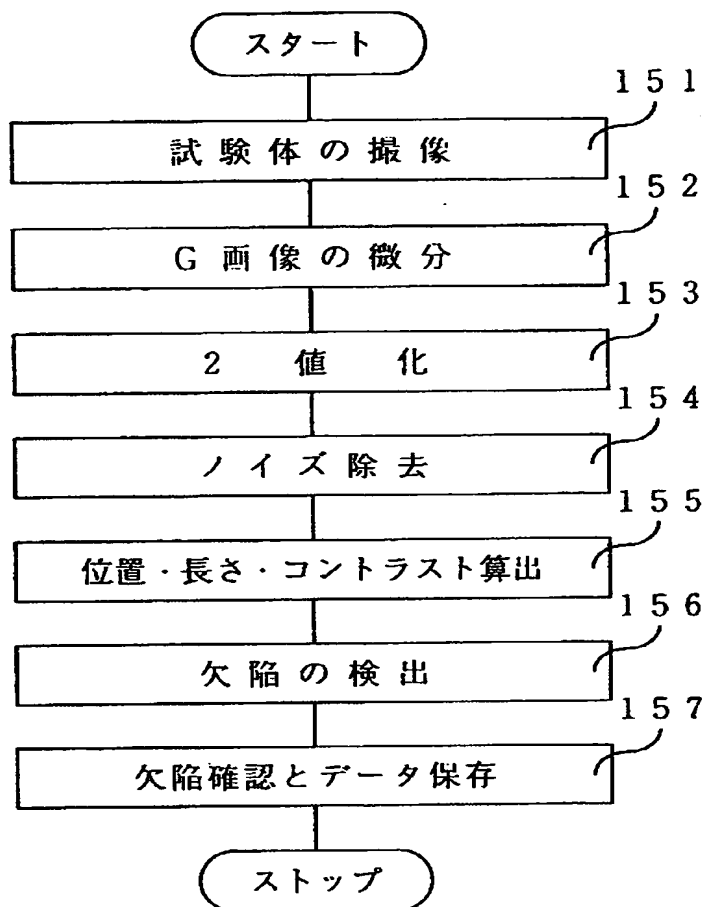 スタート
151
試験体の撮像
152
G画像の微分
153
2値化
154
ノイズ除去
155
位置・長さ・コントラスト算出
156
欠陥の検出
157
欠陥確認とデータ保存
ストップ